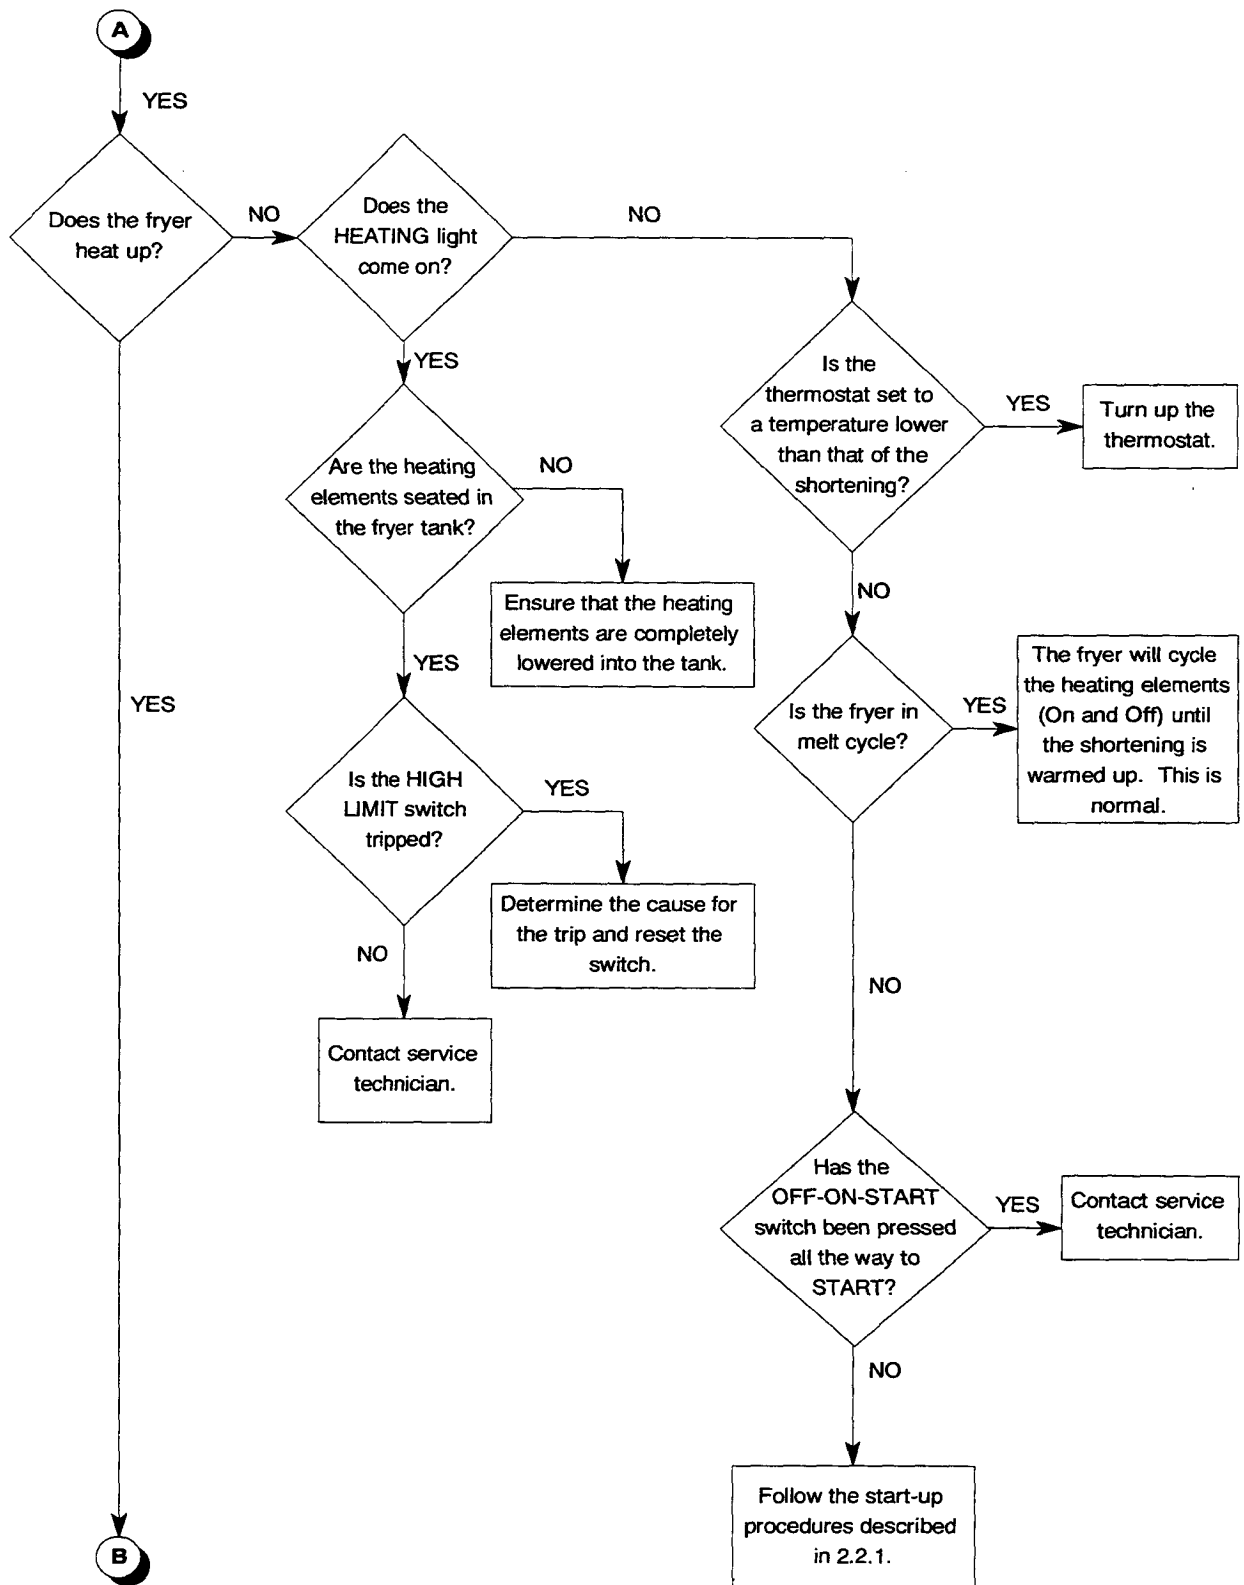 A
YES
Does the fryer
heat up?
NO
Does the
HEATING light
come on?
NO
YES
Is the
thermostat set to
a temperature lower
than that of the
shortening?
YES
Turn up the
thermostat.
Are the heating
elements seated in
the fryer tank?
NO
Ensure that the heating
elements are completely
lowered into the tank.
NO
YES
YES
Is the fryer in
melt cycle?
YES
The fryer will cycle
the heating elements
(On and Off) until
the shortening is
warmed up. This is
normal.
Is the HIGH
LIMIT switch
tripped?
YES
Determine the cause for
the trip and reset the
switch.
NO
Contact service
technician.
NO
Has the
OFF-ON-START
switch been pressed
all the way to
START?
YES
Contact service
technician.
NO
Follow the start-up
procedures described
in 2.2.1.
B